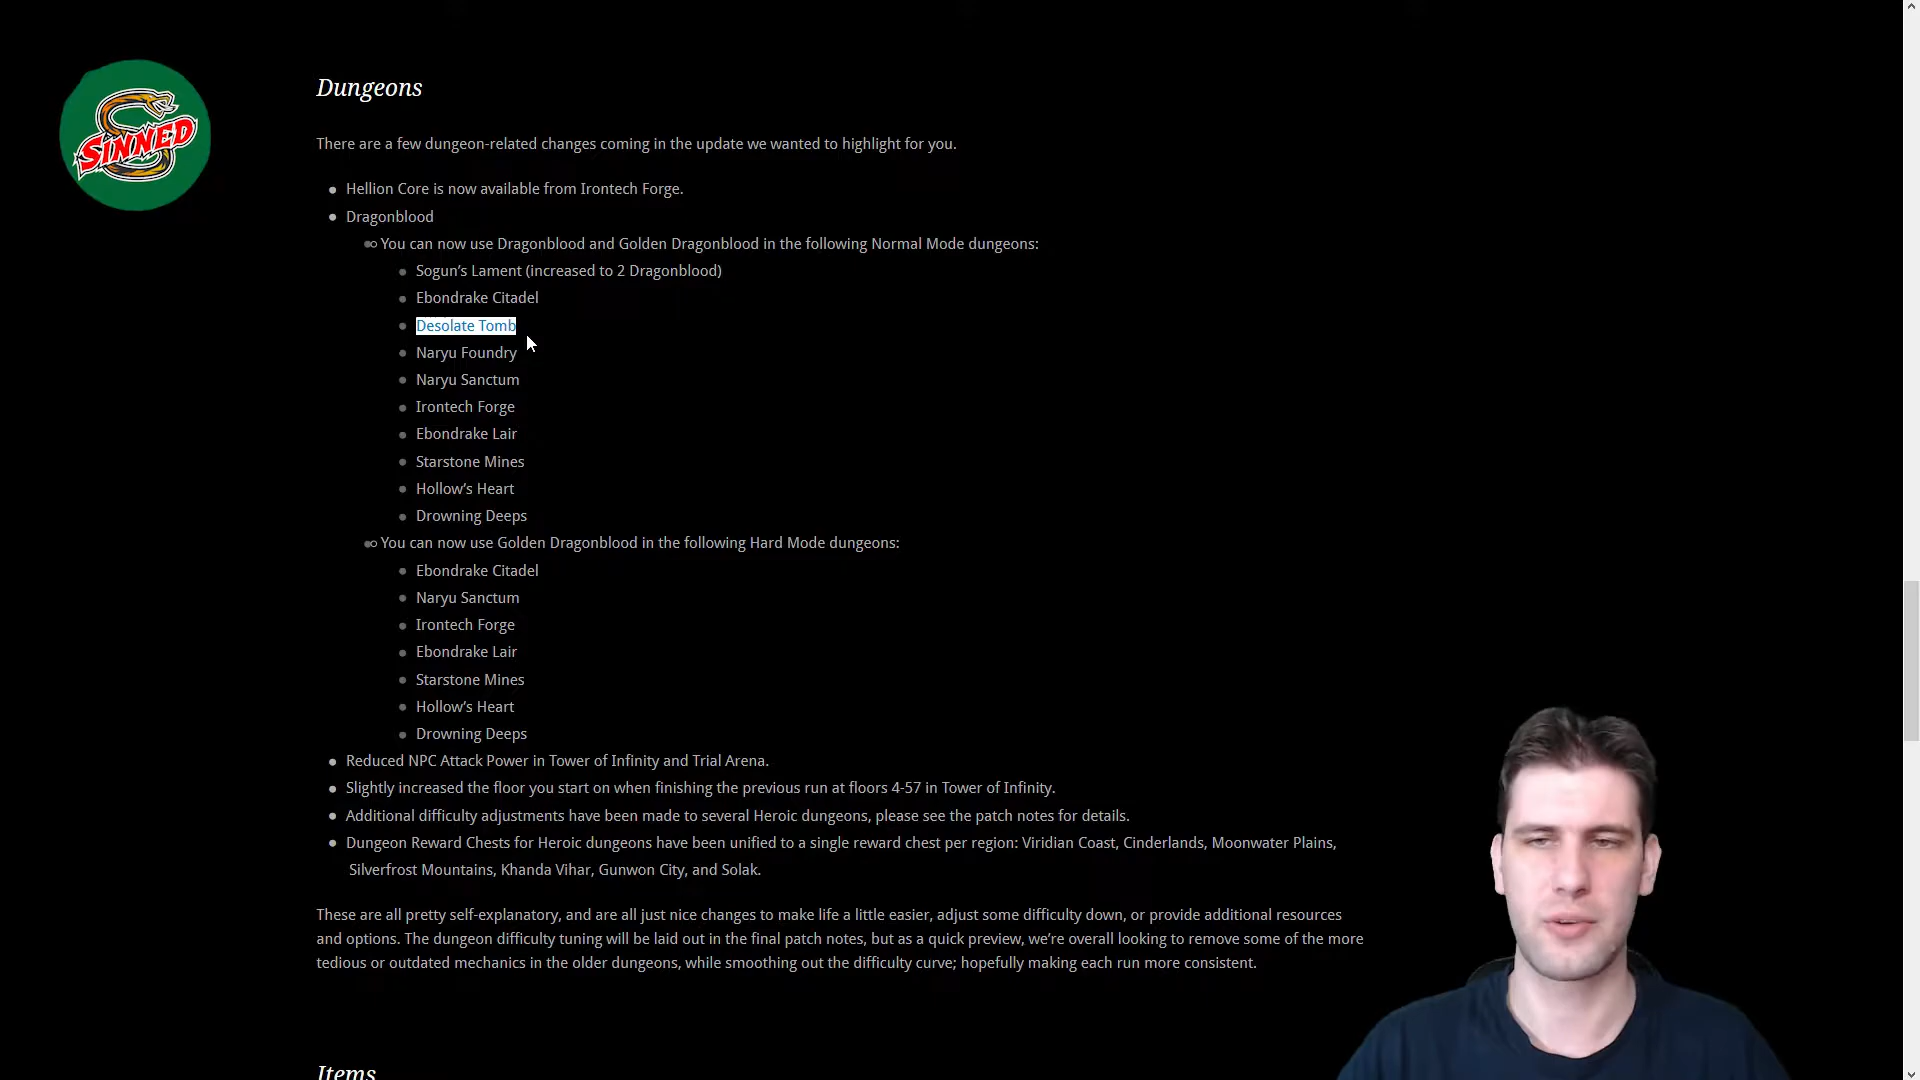 SINNED
Dungeons
There are a few dungeon-related changes coming in the update we wanted to highlight for you.
Hellion Core is now available from Irontech Forge.
Dragonblood
You can now use Dragonblood and Golden Dragonblood in the following Normal Mode dungeons:
Sogun’s Lament (increased to 2 Dragonblood)
Ebondrake Citadel
Desolate Tomb
Naryu Foundry
Naryu Sanctum
Irontech Forge
Ebondrake Lair
Starstone Mines
Hollow’s Heart
Drowning Deeps
You can now use Golden Dragonblood in the following Hard Mode dungeons:
Ebondrake Citadel
Naryu Sanctum
Irontech Forge
Ebondrake Lair
Starstone Mines
Hollow’s Heart
Drowning Deeps
Reduced NPC Attack Power in Tower of Infinity and Trial Arena.
Slightly increased the floor you start on when finishing the previous run at floors 4-57 in Tower of Infinity.
Additional difficulty adjustments have been made to several Heroic dungeons, please see the patch notes for details.
Dungeon Reward Chests for Heroic dungeons have been unified to a single reward chest per region: Viridian Coast, Cinderlands, Moonwater Plains,
Silverfrost Mountains, Khanda Vihar, Gunwon City, and Solak.
These are all pretty self-explanatory, and are all just nice changes to make life a little easier, adjust some difficulty down, or provide additional resources
and options. The dungeon difficulty tuning will be laid out in the final patch notes, but as a quick preview, we’re overall looking to remove some of the more
tedious or outdated mechanics in the older dungeons, while smoothing out the difficulty curve; hopefully making each run more consistent.
Items